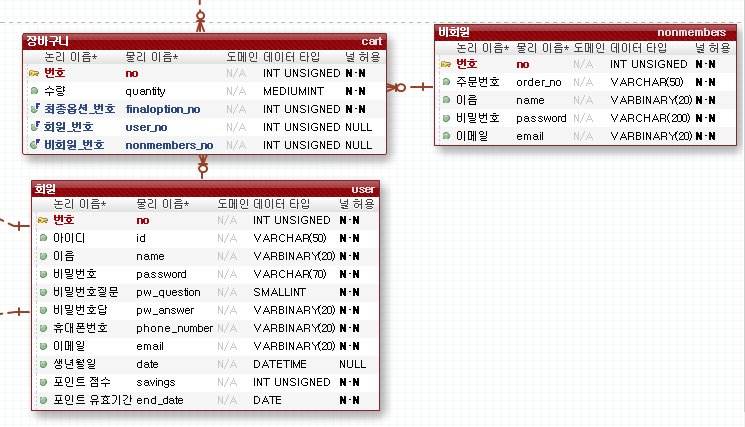 장바구니 cart
논리 이름* 물리 이름* 도메인 데이터 타입 널 허용
번호 no N/A INT UNSIGNED N·N
수량 quantity N/A MEDIUMINT N·N
최종옵션_번호 finaloption_no N/A INT UNSIGNED N·N
회원_번호 user_no N/A INT UNSIGNED NULL
비회원_번호 nonmembers_no N/A INT UNSIGNED NULL
비회원 nonmembers
논리 이름* 물리 이름* 도메인 데이터 타입 널 허용
번호 no N/A INT UNSIGNED N·N
주문번호 order_no N/A VARCHAR(50) N·N
이음 name N/A VARBINARY(20) N·N
비밀번호 password N/A VARCHAR(200) N·N
이메일 email N/A VARBINARY(20) N·N
회원 user
논리 이름* 물리 이름* 도메인 데이터 타입 널 허용
번호 no N/A INT UNSIGNED N·N
아이디 id N/A VARCHAR(50) N·N
이음 name N/A VARBINARY(20) N·N
비밀번호 password N/A VARCHAR(70) N·N
비밀번호질문 pw_question N/A SMALLINT N·N
비밀번호답 pw_answer N/A VARBINARY(20) N·N
휴대폰번호 phone_number N/A VARBINARY(20) N·N
이메일 email N/A VARBINARY(20) N·N
생년월일 date N/A DATETIME NULL
포인트 점수 savings N/A INT UNSIGNED N·N
포인트 유효기간 end_date N/A DATE N·N